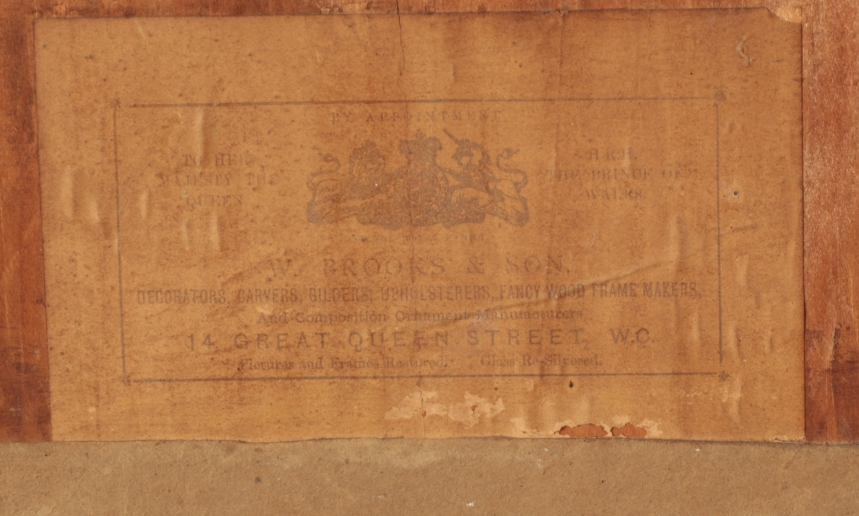 BY APPOINTMENT
TO HER
MAJESTY THE
QUEEN
H.R.H.
THE PRINCE OF
WALES
W. BROOKS & SON,
DECORATORS, CARVERS, GILDERS, UPHOLSTERERS, FANCY WOOD FRAME MAKERS,
And Composition Ornament Manufacturers,
14, GREAT QUEEN STREET, W.C.
Pictures and Frames Restored. Glass Re-Silvered.